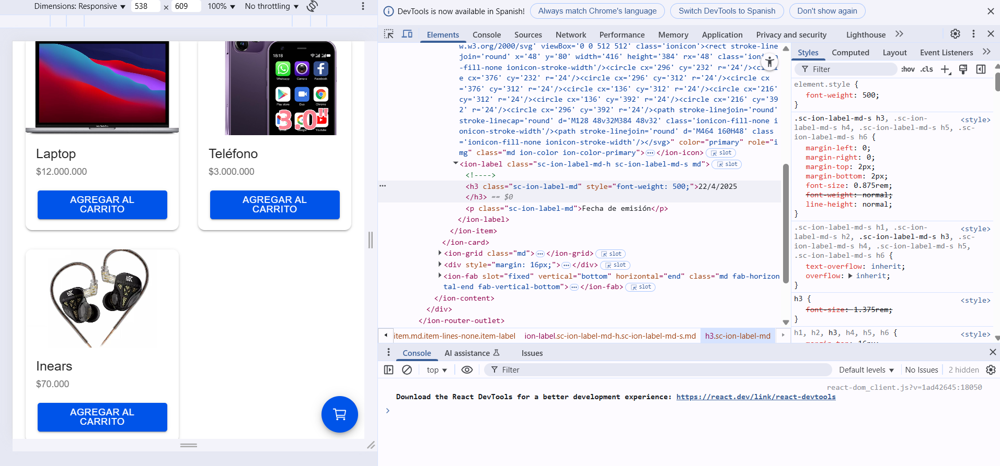 Dimensions: Responsive ▼ 538 × 609 100% ▼ No throttling ▼
MacBook Pro
18:18
Whatsapp Camera Facebook
Play store Duo Chrome
3.0"
Gmail Google Youtube
Laptop
$12.000.000
AGREGAR AL
CARRITO
Teléfono
$3.000.000
AGREGAR AL
CARRITO
Inears
$70.000
AGREGAR AL
CARRITO
DevTools is now available in Spanish! Always match Chrome's language Switch DevTools to Spanish Don't show again
Elements Console Sources Network Performance Memory Application Privacy and security Lighthouse
w.w3.org/2000/svg' viewBox='0 0 512 512' class='ionicon'><rect stroke-line
join='round' x='48' y='80' width='416' height='384' rx='48' class='ionicon
-fill-none ionicon-stroke-width'/><circle cx='296' cy='232' r='24'/><circl
e cx='376' cy='232' r='24'/><circle cx='296' cy='312' r='24'/><circle cx=
'376' cy='312' r='24'/><circle cx='136' cy='312' r='24'/><circle cx='216'
cy='312' r='24'/><circle cx='136' cy='392' r='24'/><circle cx='216' cy='39
2' r='24'/><circle cx='296' cy='392' r='24'/><path stroke-linejoin='round'
stroke-linecap='round' d='M128 48v32M384 48v32' class='ionicon-fill-none i
onicon-stroke-width'/><path stroke-linejoin='round' d='M464 160H48' class
='ionicon-fill-none ionicon-stroke-width'/></svg>" color="primary" role="i
mg" class="md ion-color ion-color-primary">…</ion-icon> slot
<ion-label class="sc-ion-label-md-h sc-ion-label-md-s md"> slot
<!---->
<h3 class="sc-ion-label-md" style="font-weight: 500;">22/4/2025
</h3> == $0
<p class="sc-ion-label-md">Fecha de emisión</p>
</ion-label>
</ion-item>
</ion-card>
<ion-grid class="md">…</ion-grid> slot
<div style="margin: 16px;">…</div> slot
<ion-fab slot="fixed" vertical="bottom" horizontal="end" class="md fab-horizon
tal-end fab-vertical-bottom">…</ion-fab> slot
</ion-content>
</div>
</ion-router-outlet>
item.md.item-lines-none.item-label ion-label.sc-ion-label-md-h.sc-ion-label-md-s.md h3.sc-ion-label-md
Styles Computed Layout Event Listeners
Filter :hov .cls
element.style {
font-weight: 500;
}
.sc-ion-label-md-s h3, .sc-ion- <style>
label-md-s h4, .sc-ion-label-md-s h5, .sc-
ion-label-md-s h6 {
margin-left: 0;
margin-right: 0;
margin-top: 2px;
margin-bottom: 2px;
font-size: 0.875rem;
font-weight: normal;
line-height: normal;
}
.sc-ion-label-md-s h1, .sc-ion- <style>
label-md-s h2, .sc-ion-label-md-s h3, .sc-
ion-label-md-s h4, .sc-ion-label-md-s h5,
.sc-ion-label-md-s h6 {
text-overflow: inherit;
overflow: ▶ inherit;
}
h3 { <style>
font-size: 1.375rem;
}
h1, h2, h3, h4, h5, h6 { <style>
margin-top: 16px;
Console AI assistance Issues
top ▼ Filter Default levels ▼ No Issues 2 hidden
react-dom_client.js?v=1ad42645:18050
Download the React DevTools for a better development experience: https://react.dev/link/react-devtools